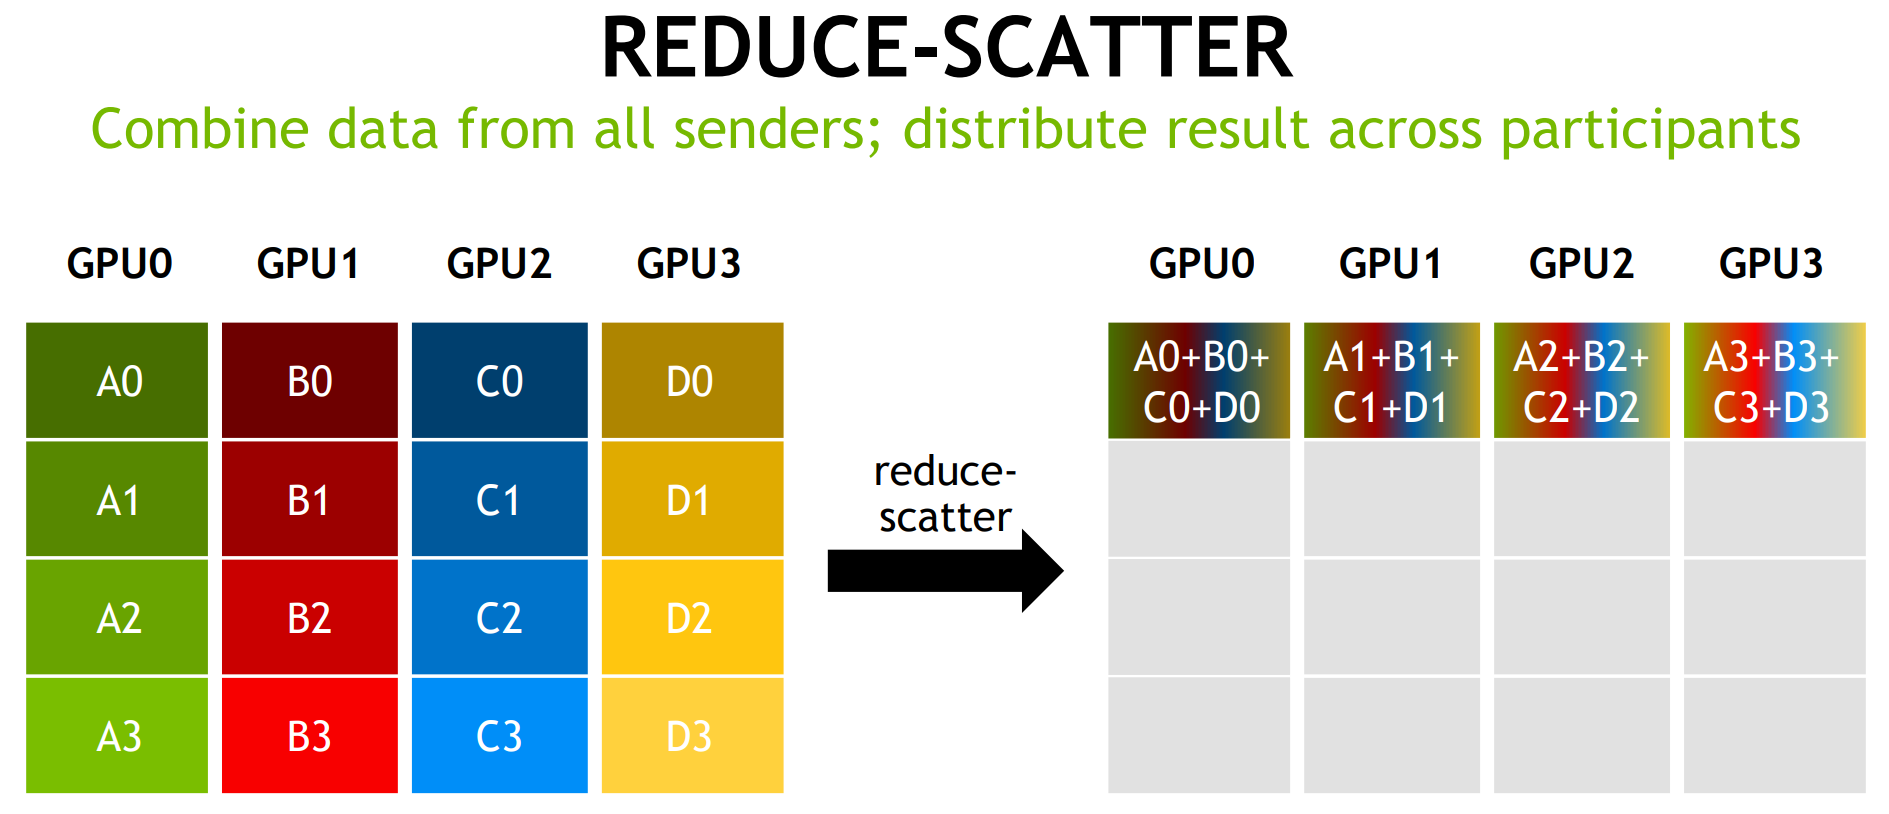 REDUCE-SCATTER
Combine data from all senders; distribute result across participants
GPU0 GPU1 GPU2 GPU3
A0 B0 C0 D0
A1 B1 C1 D1
A2 B2 C2 D2
A3 B3 C3 D3
reduce-
scatter
GPU0 GPU1 GPU2 GPU3
A0+B0+ A1+B1+ A2+B2+ A3+B3+
C0+D0 C1+D1 C2+D2 C3+D3